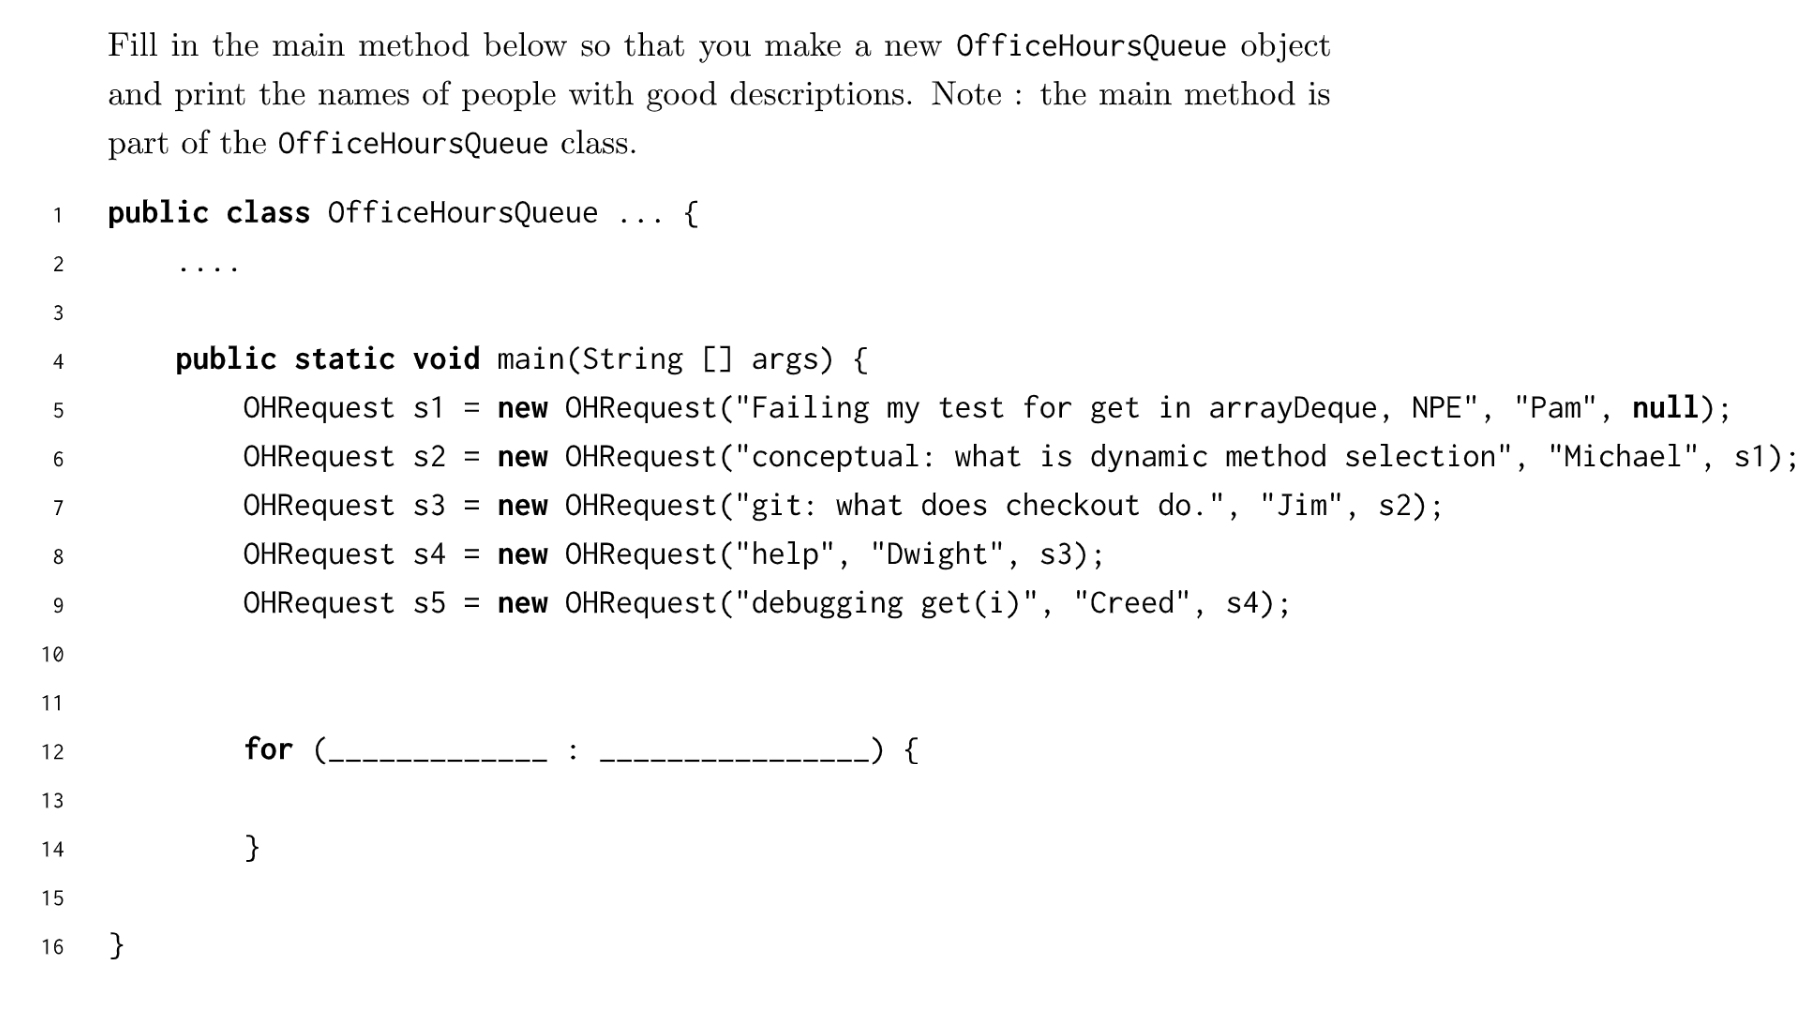 Fill in the main method below so that you make a new OfficeHoursQueue object
and print the names of people with good descriptions. Note : the main method is
part of the OfficeHoursQueue class.
1 public class OfficeHoursQueue ... {
2 ....
3
4 public static void main(String [] args) {
5 OHRequest s1 = new OHRequest("Failing my test for get in arrayDeque, NPE", "Pam", null);
6 OHRequest s2 = new OHRequest("conceptual: what is dynamic method selection", "Michael", s1);
7 OHRequest s3 = new OHRequest("git: what does checkout do.", "Jim", s2);
8 OHRequest s4 = new OHRequest("help", "Dwight", s3);
9 OHRequest s5 = new OHRequest("debugging get(i)", "Creed", s4);
10
11
12 for (_____________ : ________________) {
13
14 }
15
16 }